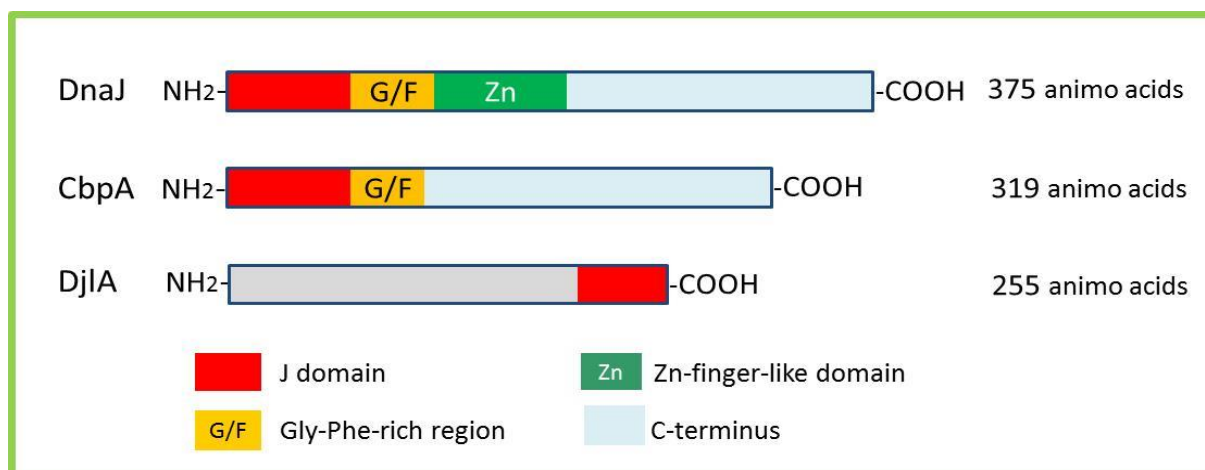 DnaJ NH2- G/F Zn -COOH 375 animo acids
CbpA NH2- G/F -COOH 319 animo acids
DjlA NH2- -COOH 255 animo acids
J domain Zn Zn-finger-like domain
G/F Gly-Phe-rich region C-terminus